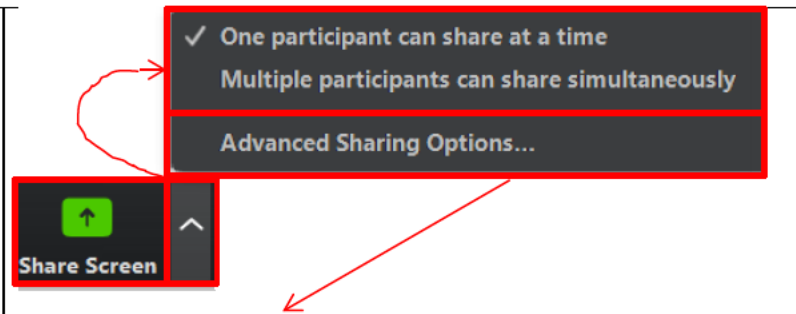 One participant can share at a time
Multiple participants can share simultaneously
Advanced Sharing Options...
Share Screen